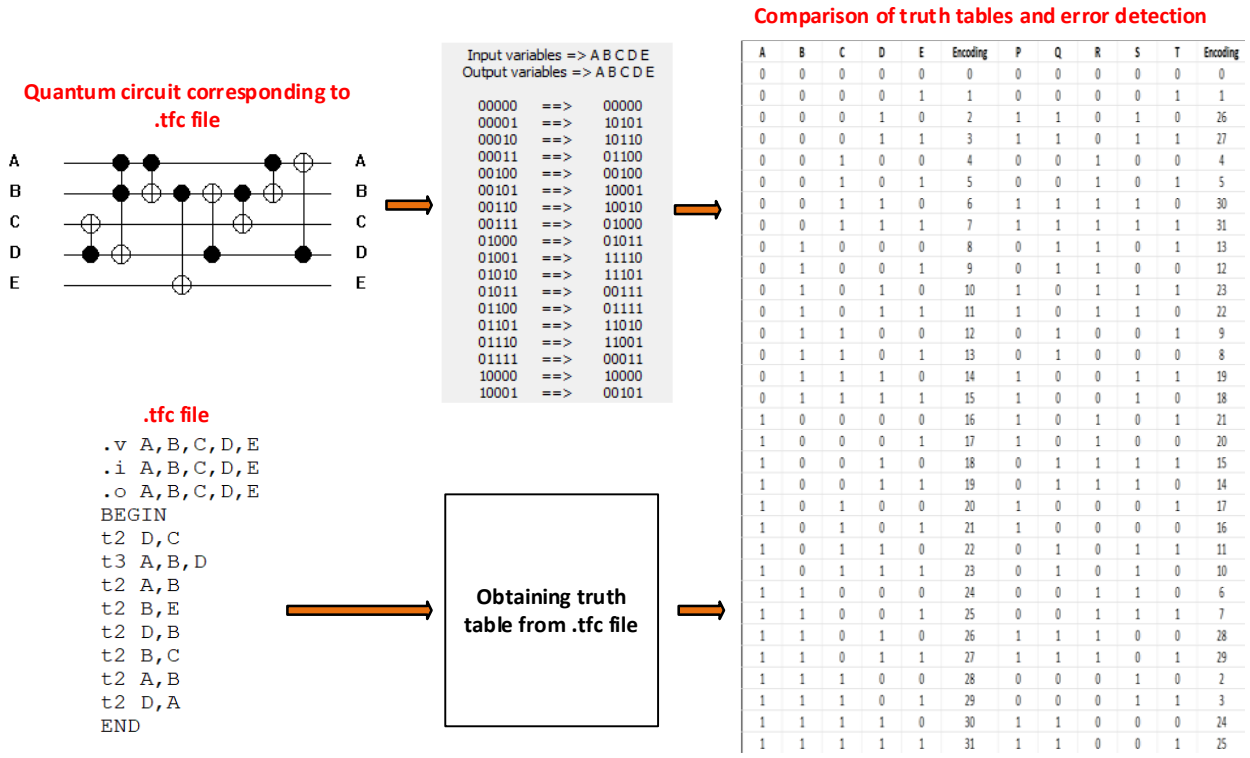 Comparison of truth tables and error detection
Quantum circuit corresponding to
.tfc file
A A
B B
C C
D D
E E
Input variables => A B C D E
Output variables => A B C D E
00000 ==> 00000
00001 ==> 10101
00010 ==> 10110
00011 ==> 01100
00100 ==> 00100
00101 ==> 10001
00110 ==> 10010
00111 ==> 01000
01000 ==> 01011
01001 ==> 11110
01010 ==> 11101
01011 ==> 00111
01100 ==> 01111
01101 ==> 11010
01110 ==> 11001
01111 ==> 00011
10000 ==> 10000
10001 ==> 00101
.tfc file
.v A,B,C,D,E
.i A,B,C,D,E
.o A,B,C,D,E
BEGIN
t2 D,C
t3 A,B,D
t2 A,B
t2 B,E
t2 D,B
t2 B,C
t2 A,B
t2 D,A
END
Obtaining truth
table from .tfc file
A B C D E Encoding P Q R S T Encoding
0 0 0 0 0 0 0 0 0 0 0 0
0 0 0 0 1 1 0 0 0 0 1 1
0 0 0 1 0 2 1 1 0 1 0 26
0 0 0 1 1 3 1 1 0 1 1 27
0 0 1 0 0 4 0 0 1 0 0 4
0 0 1 0 1 5 0 0 1 0 1 5
0 0 1 1 0 6 1 1 1 1 0 30
0 0 1 1 1 7 1 1 1 1 1 31
0 1 0 0 0 8 0 1 1 0 1 13
0 1 0 0 1 9 0 1 1 0 0 12
0 1 0 1 0 10 1 0 1 1 1 23
0 1 0 1 1 11 1 0 1 1 0 22
0 1 1 0 0 12 0 1 0 0 1 9
0 1 1 0 1 13 0 1 0 0 0 8
0 1 1 1 0 14 1 0 0 1 1 19
0 1 1 1 1 15 1 0 0 1 0 18
1 0 0 0 0 16 1 0 1 0 1 21
1 0 0 0 1 17 1 0 1 0 0 20
1 0 0 1 0 18 0 1 1 1 1 15
1 0 0 1 1 19 0 1 1 1 0 14
1 0 1 0 0 20 1 0 0 0 1 17
1 0 1 0 1 21 1 0 0 0 0 16
1 0 1 1 0 22 0 1 0 1 1 11
1 0 1 1 1 23 0 1 0 1 0 10
1 1 0 0 0 24 0 0 1 1 0 6
1 1 0 0 1 25 0 0 1 1 1 7
1 1 0 1 0 26 1 1 1 0 0 28
1 1 0 1 1 27 1 1 1 0 1 29
1 1 1 0 0 28 0 0 0 1 0 2
1 1 1 0 1 29 0 0 0 1 1 3
1 1 1 1 0 30 1 1 0 0 0 24
1 1 1 1 1 31 1 1 0 0 1 25